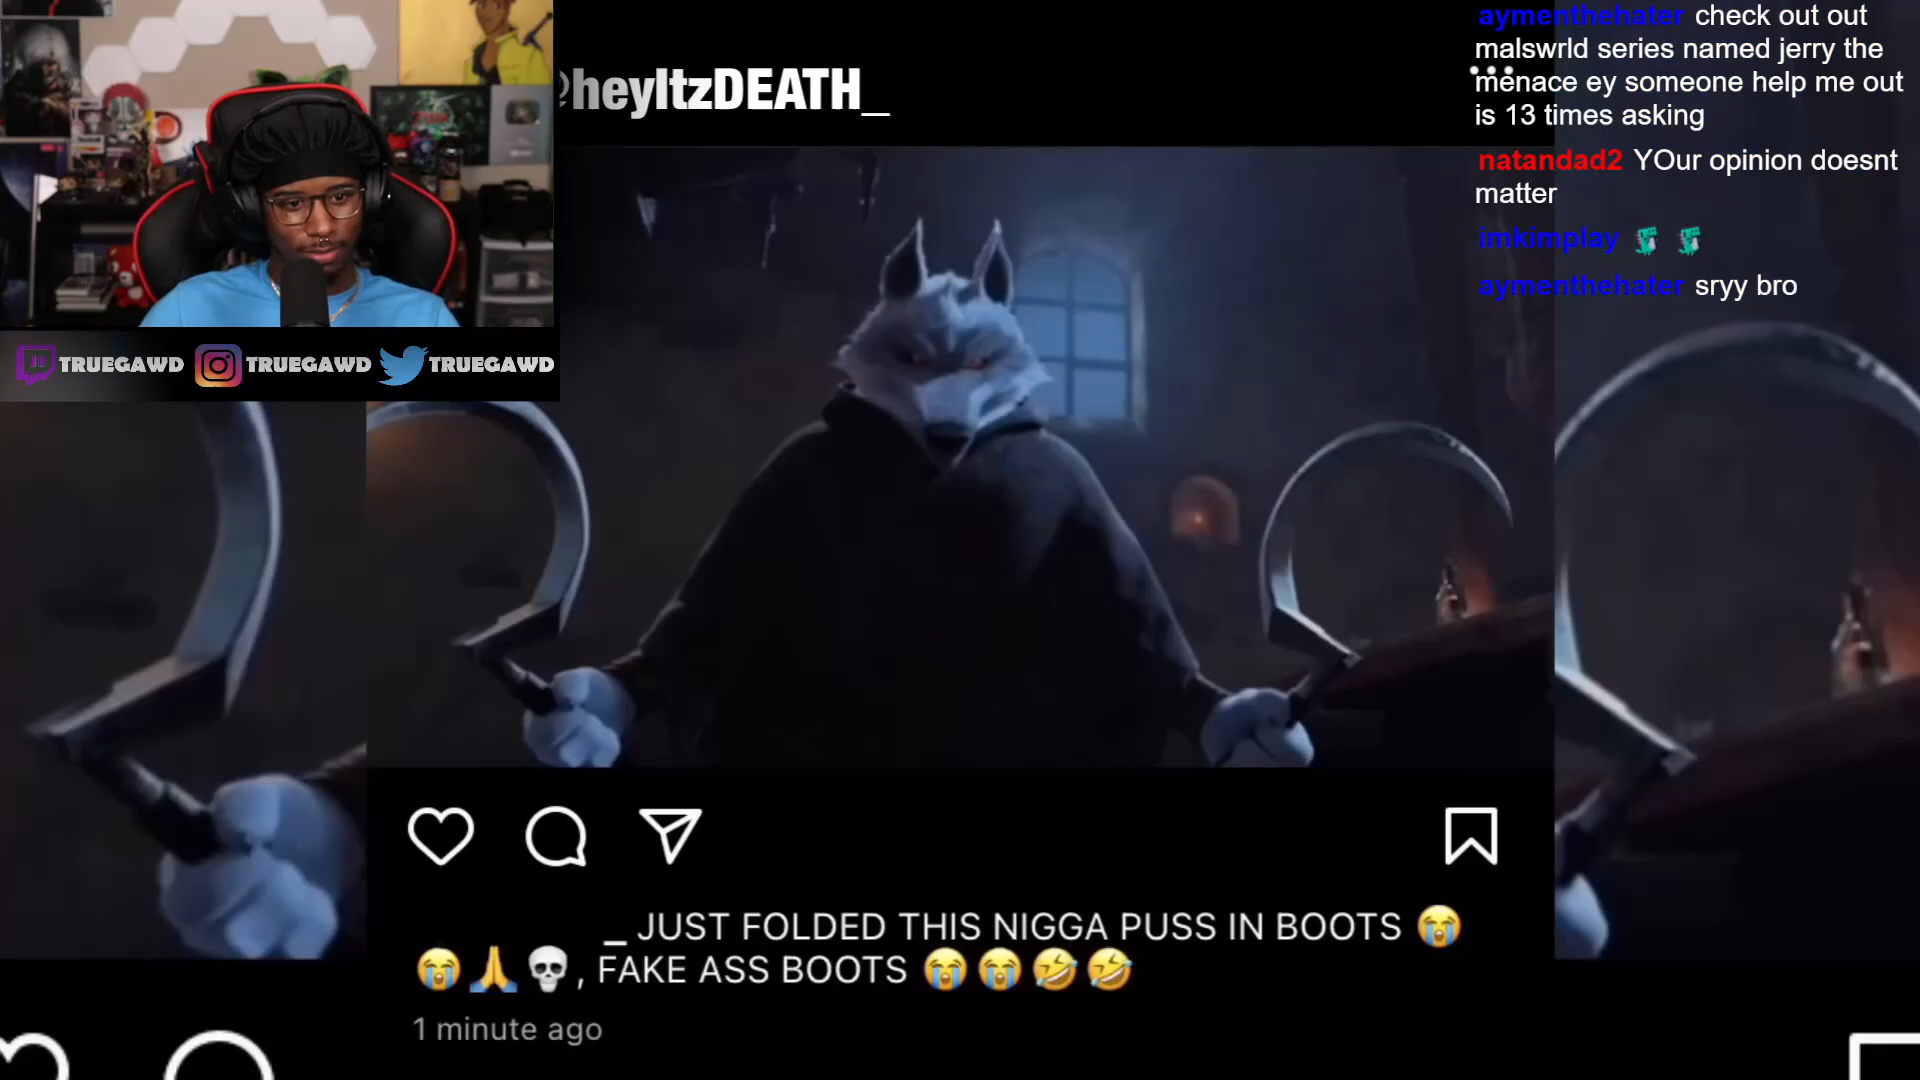 @heyItzDEATH_
TRUEGAWD TRUEGAWD TRUEGAWD
aymenthehater check out out
malswrld series named jerry the
menace ey someone help me out
is 13 times asking
natandad2 YOur opinion doesnt
matter
imkimplay
aymenthehater sryy bro
_ JUST FOLDED THIS NIGGA PUSS IN BOOTS 😭
😭🙏💀, FAKE ASS BOOTS 😭😭🤣🤣
1 minute ago